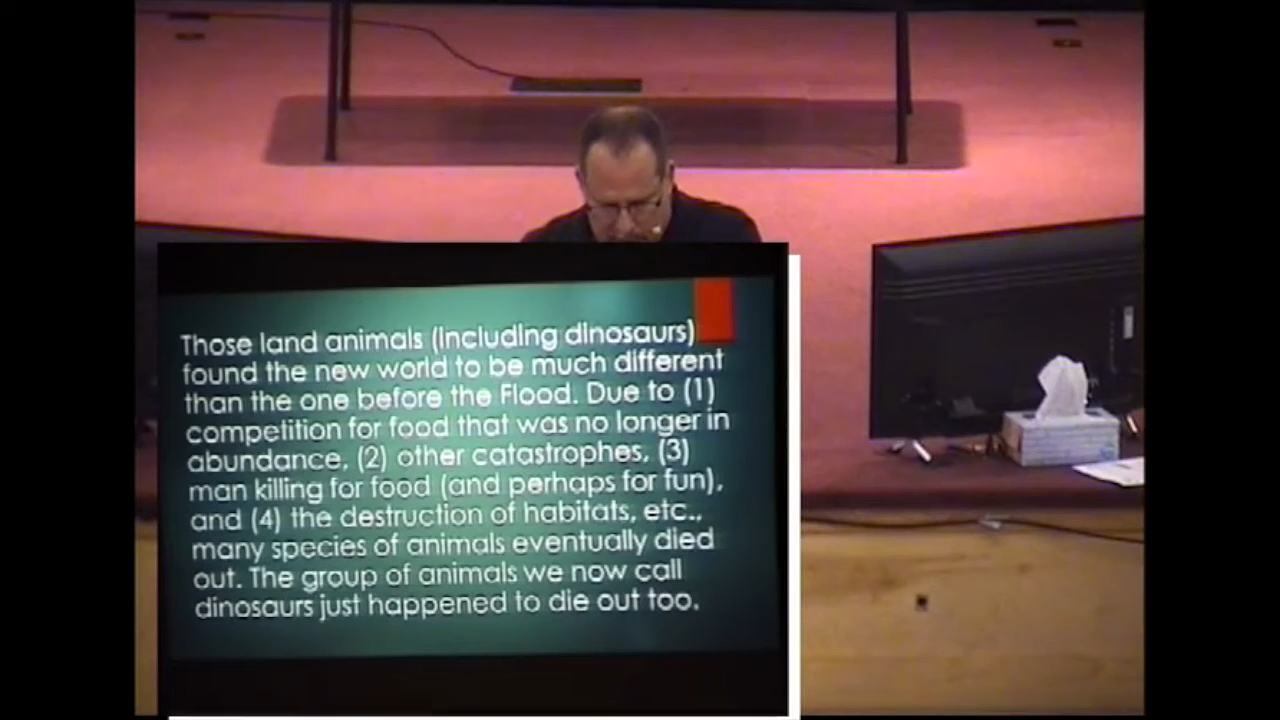 Those land animals (including dinosaurs)
found the new world to be much different
than the one before the Flood. Due to (1)
competition for food that was no longer in
abundance, (2) other catastrophes, (3)
man killing for food (and perhaps for fun),
and (4) the destruction of habitats, etc.,
many species of animals eventually died
out. The group of animals we now call
dinosaurs just happened to die out too.